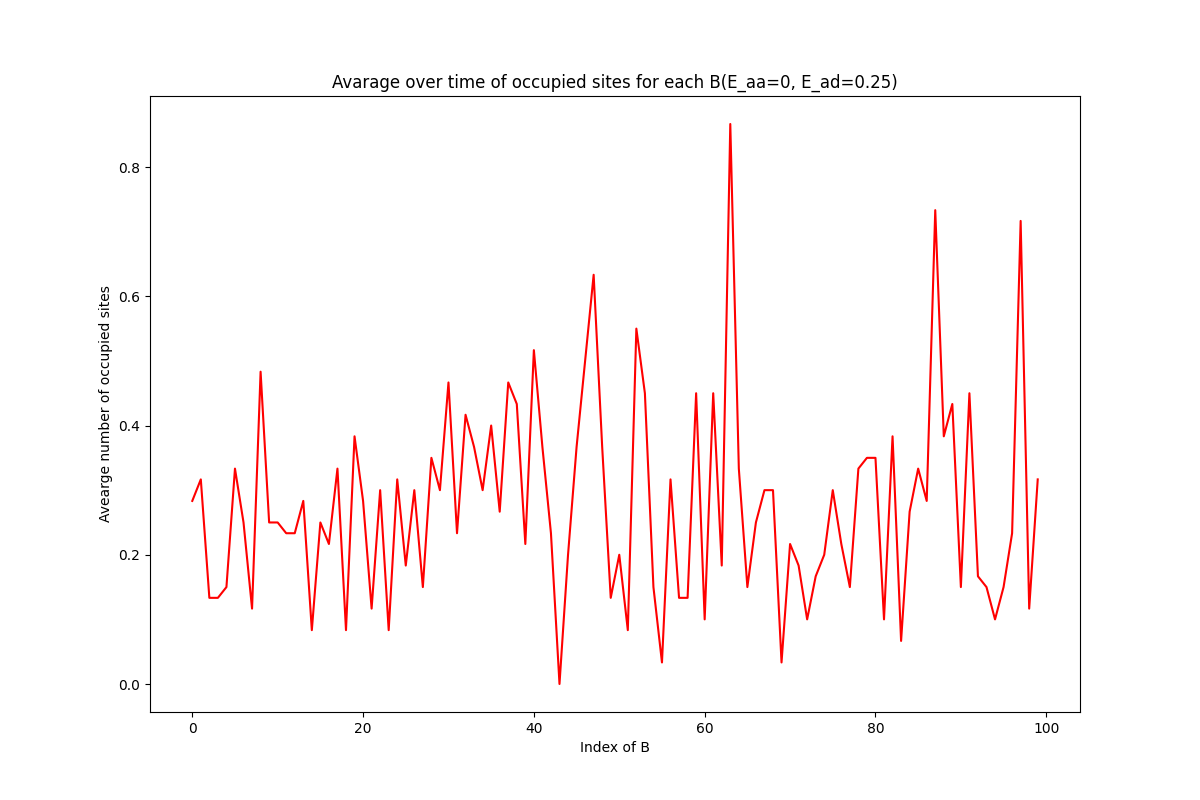 Avarage over time of occupied sites for each B(E_aa=0, E_ad=0.25)
Avearge number of occupied sites
0.8
0.6
0.4
0.2
0.0
0 20 40 60 80 100
Index of B